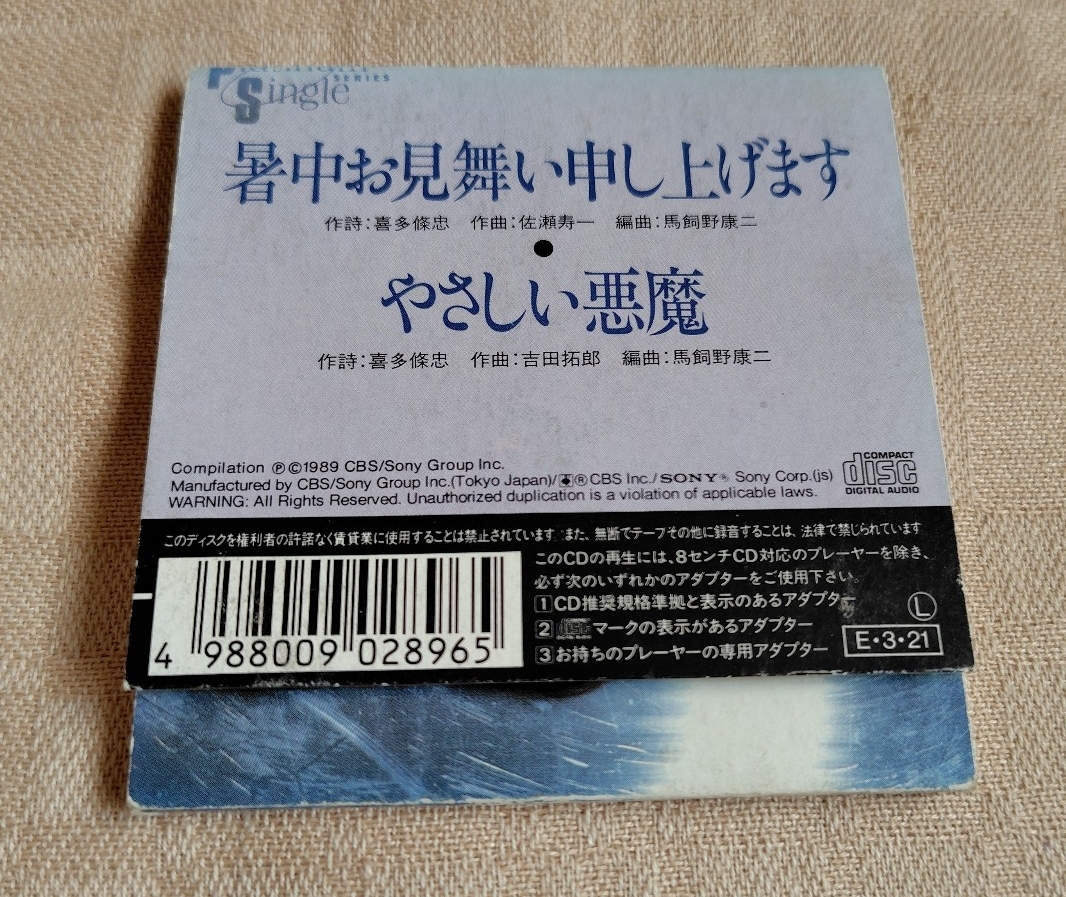 Platinum
Single SERIES
暑中お見舞い申し上げます
作詩：喜多條忠 作曲：佐瀬寿一 編曲：馬飼野康二
●
やさしい悪魔
作詩：喜多條忠 作曲：吉田拓郎 編曲：馬飼野康二
Compilation Ⓟ©1989 CBS/Sony Group Inc.
Manufactured by CBS/Sony Group Inc.(Tokyo Japan)/® CBS Inc./SONY® Sony Corp.(js)
WARNING: All Rights Reserved. Unauthorized duplication is a violation of applicable laws.
COMPACT
disc
DIGITAL AUDIO
このディスクを権利者の許諾なく賃貸業に使用することは禁止されています。また、無断でテープその他に録音することは、法律で禁じられています
このCDの再生には、8センチCD対応のプレーヤーを除き、
必ず次のいずれかのアダプターをご使用下さい。
1 CD推奨規格準拠と表示のあるアダプター
2 disc マークの表示があるアダプター
3 お持ちのプレーヤーの専用アダプター
L
E・3・21
4 988009 028965